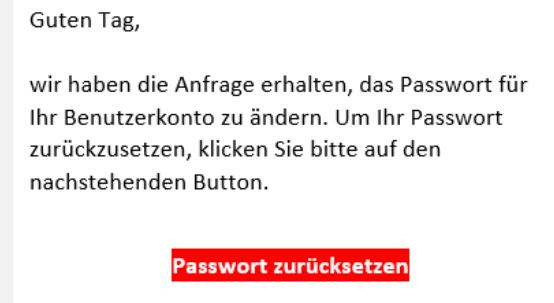 Guten Tag,
wir haben die Anfrage erhalten, das Passwort für
Ihr Benutzerkonto zu ändern. Um Ihr Passwort
zurückzusetzen, klicken Sie bitte auf den
nachstehenden Button.
Passwort zurücksetzen